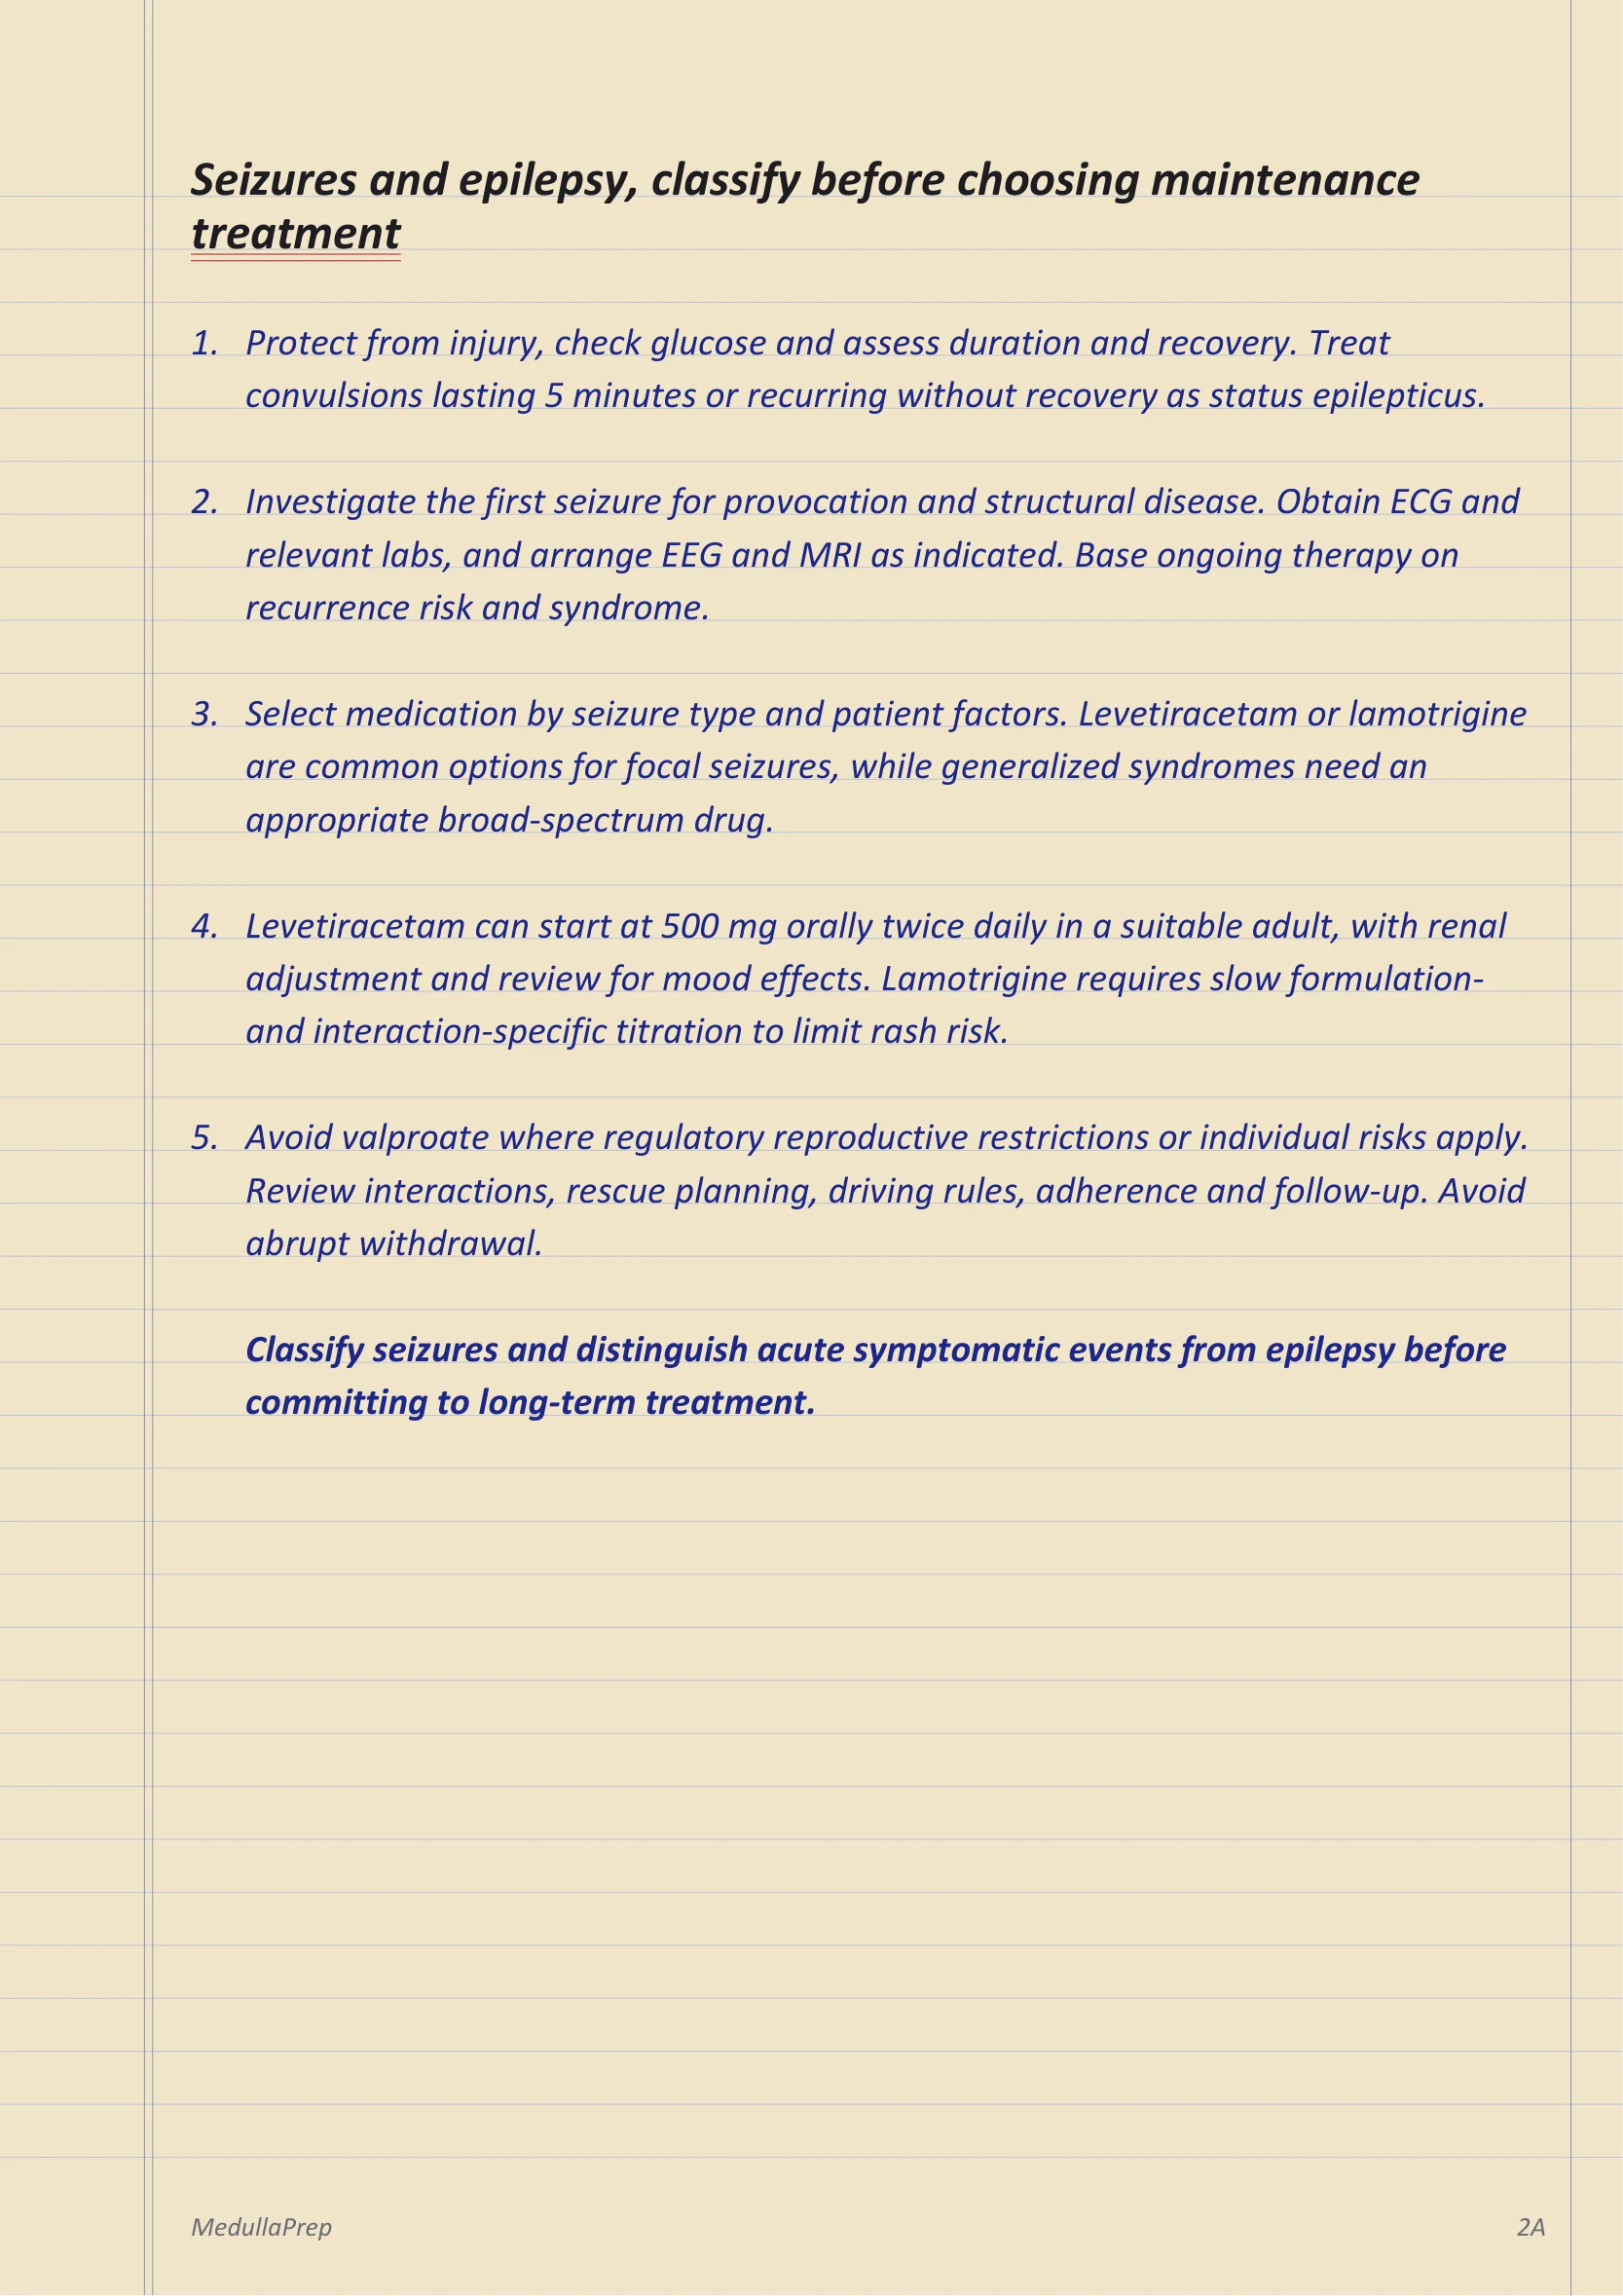 Seizures and epilepsy, classify before choosing maintenance
treatment
1. Protect from injury, check glucose and assess duration and recovery. Treat
convulsions lasting 5 minutes or recurring without recovery as status epilepticus.
2. Investigate the first seizure for provocation and structural disease. Obtain ECG and
relevant labs, and arrange EEG and MRI as indicated. Base ongoing therapy on
recurrence risk and syndrome.
3. Select medication by seizure type and patient factors. Levetiracetam or lamotrigine
are common options for focal seizures, while generalized syndromes need an
appropriate broad-spectrum drug.
4. Levetiracetam can start at 500 mg orally twice daily in a suitable adult, with renal
adjustment and review for mood effects. Lamotrigine requires slow formulation-
and interaction-specific titration to limit rash risk.
5. Avoid valproate where regulatory reproductive restrictions or individual risks apply.
Review interactions, rescue planning, driving rules, adherence and follow-up. Avoid
abrupt withdrawal.
Classify seizures and distinguish acute symptomatic events from epilepsy before
committing to long-term treatment.
MedullaPrep
2A